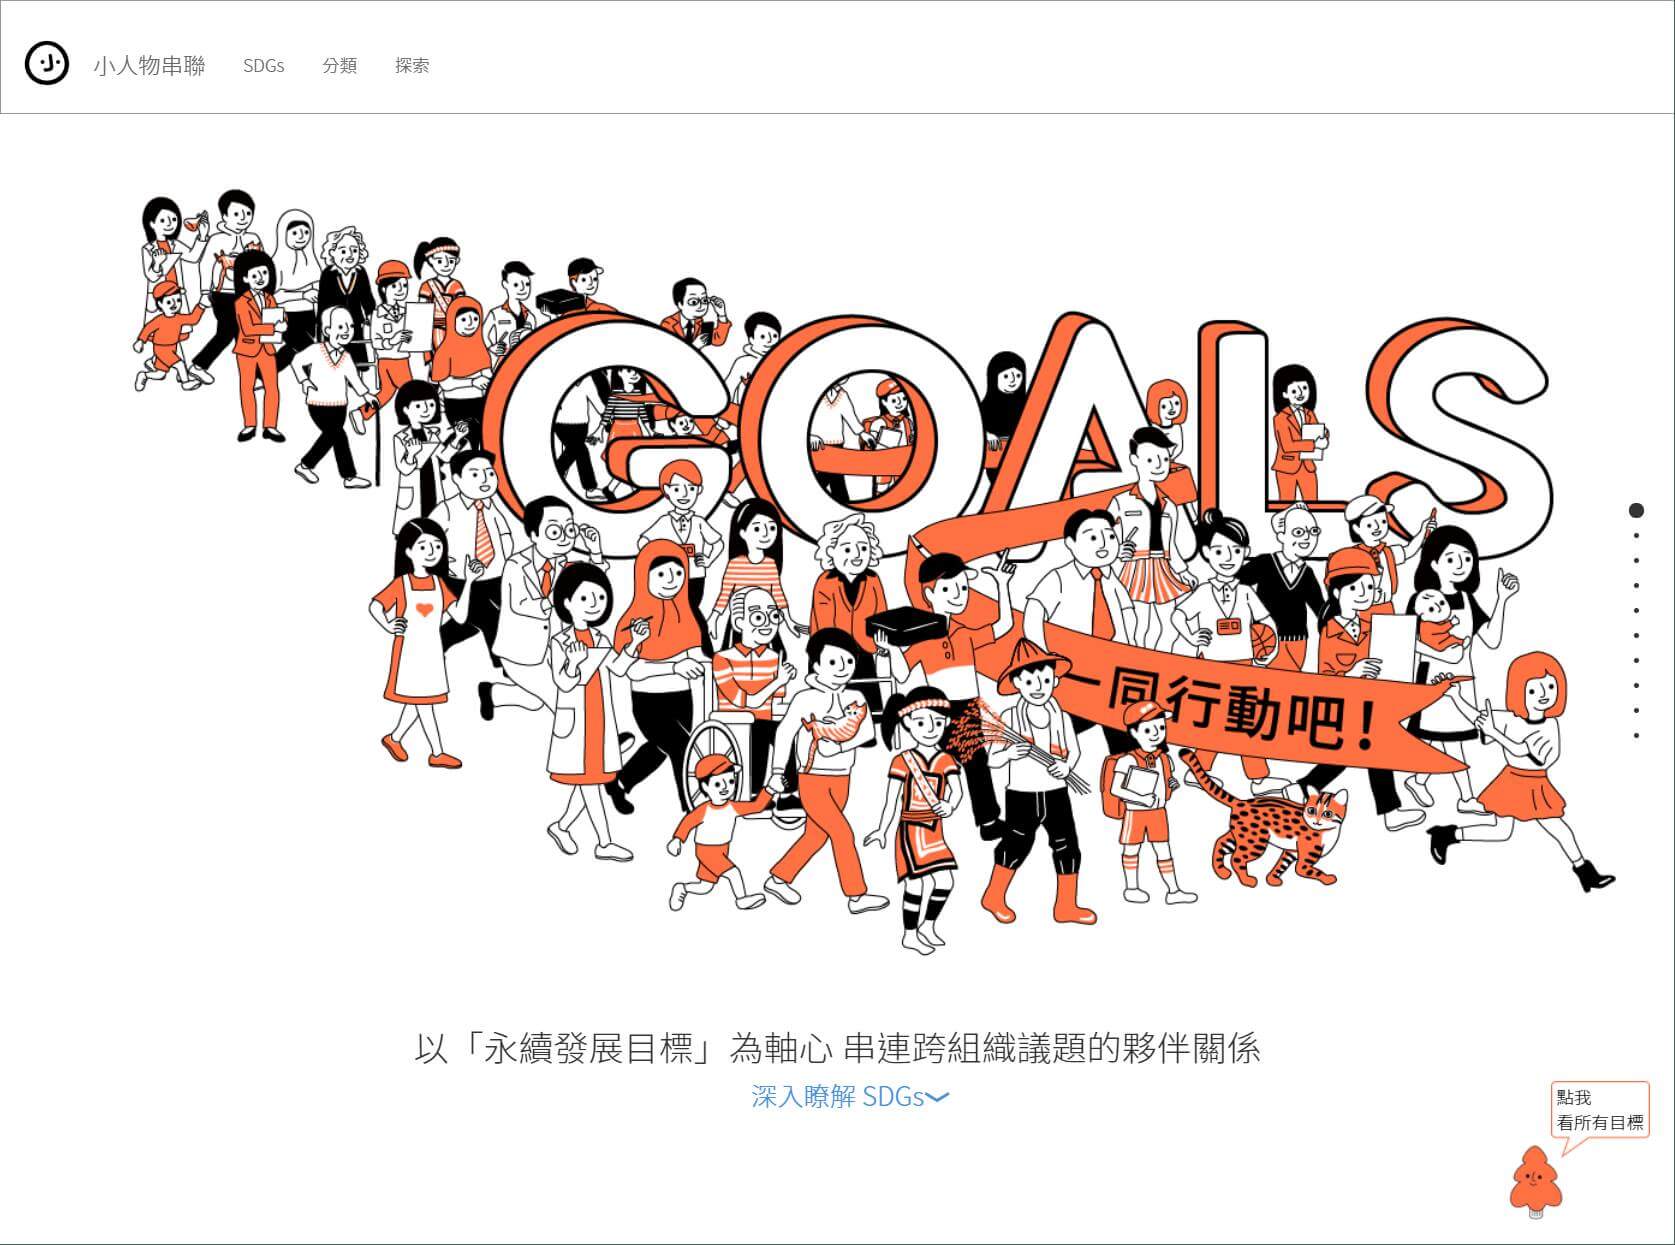 小人物串聯
SDGs
分類
探索
GOALS
一同行動吧！
以「永續發展目標」為軸心 串連跨組織議題的夥伴關係
深入瞭解 SDGs
點我
看所有目標